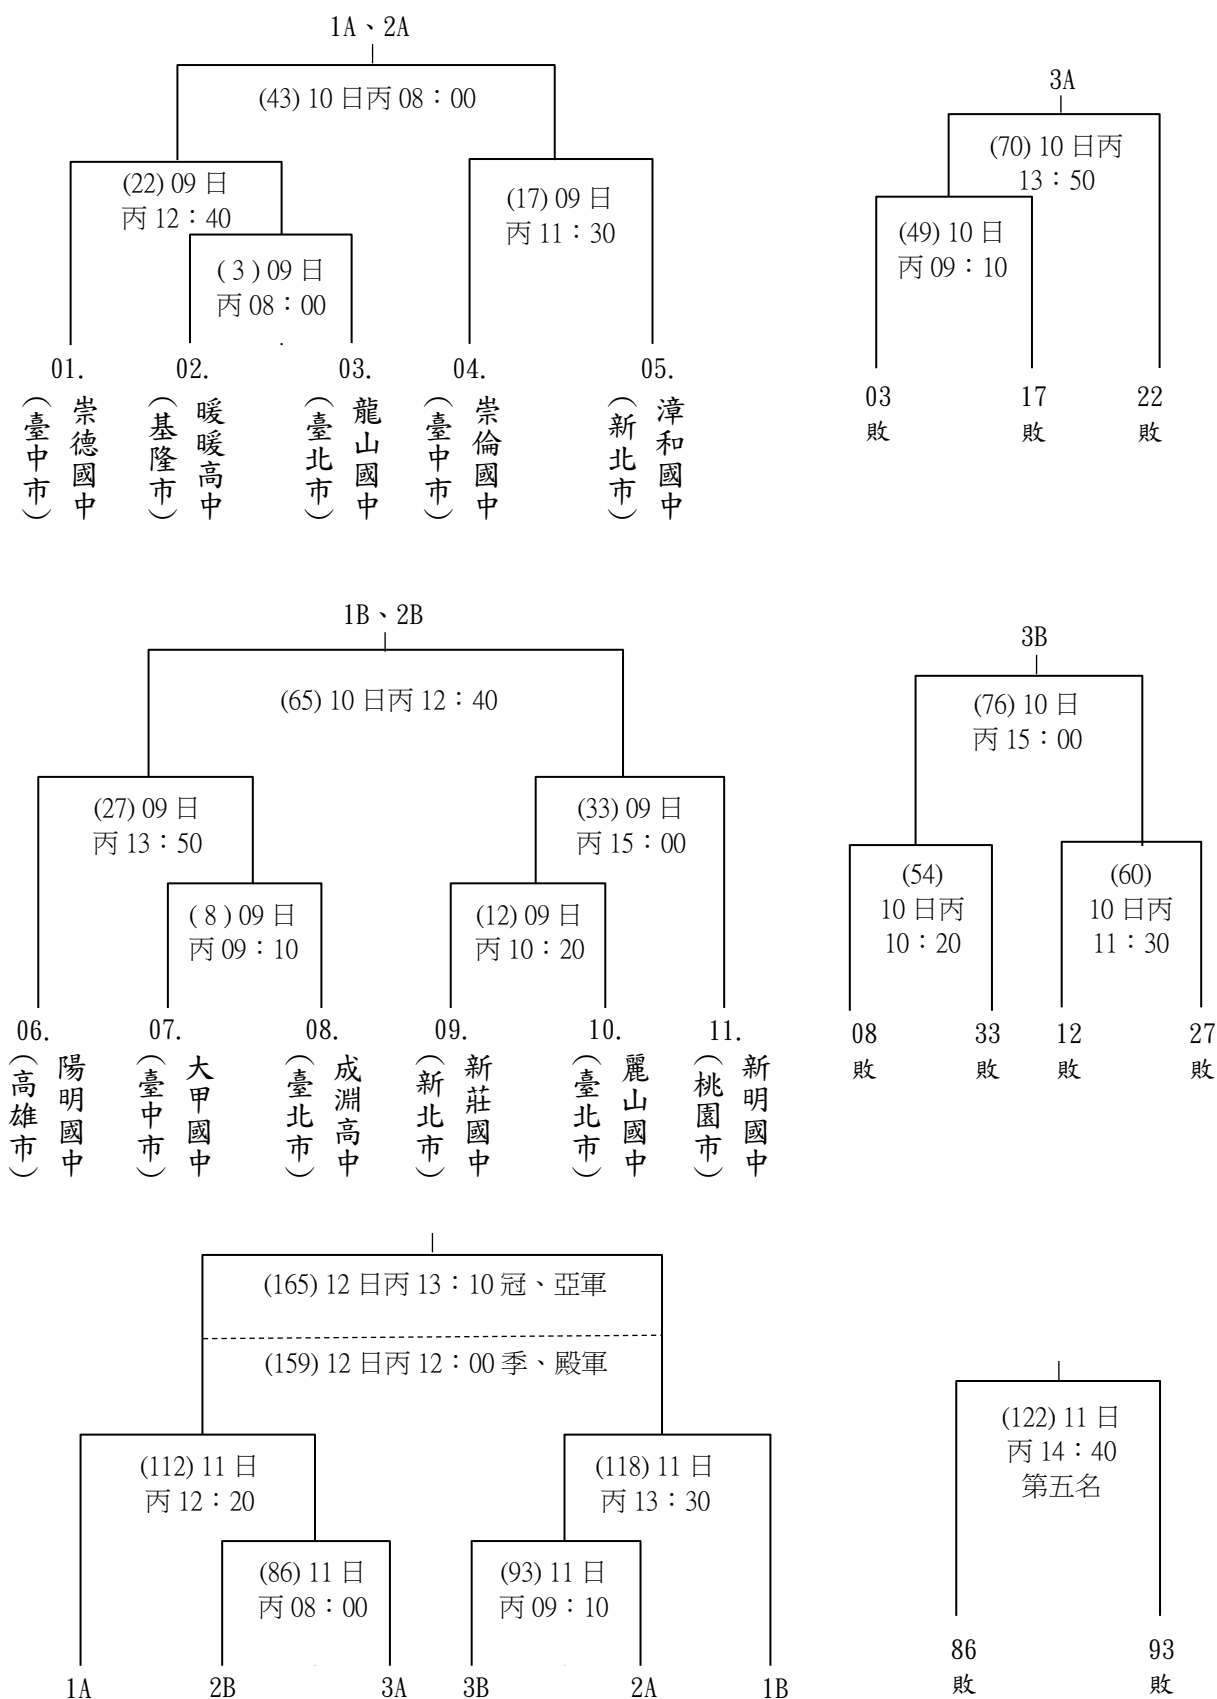 1A、2A
(43) 10 日丙 08：00
(22) 09 日
丙 12：40
(17) 09 日
丙 11：30
( 3 ) 09 日
丙 08：00
01.
崇德國中
(臺中市)
02.
暖暖高中
(基隆市)
03.
龍山國中
(臺北市)
04.
崇倫國中
(臺中市)
05.
漳和國中
(新北市)
3A
(70) 10 日丙
13：50
(49) 10 日
丙 09：10
03
敗
17
敗
22
敗
1B、2B
(65) 10 日丙 12：40
(27) 09 日
丙 13：50
(33) 09 日
丙 15：00
( 8 ) 09 日
丙 09：10
(12) 09 日
丙 10：20
06.
陽明國中
(高雄市)
07.
大甲國中
(臺中市)
08.
成淵高中
(臺北市)
09.
新莊國中
(新北市)
10.
麗山國中
(臺北市)
11.
新明國中
(桃園市)
3B
(76) 10 日
丙 15：00
(54)
10 日丙
10：20
(60)
10 日丙
11：30
08
敗
33
敗
12
敗
27
敗
(165) 12 日丙 13：10 冠、亞軍
(159) 12 日丙 12：00 季、殿軍
(112) 11 日
丙 12：20
(118) 11 日
丙 13：30
(86) 11 日
丙 08：00
(93) 11 日
丙 09：10
1A
2B
3A
3B
2A
1B
(122) 11 日
丙 14：40
第五名
86
敗
93
敗